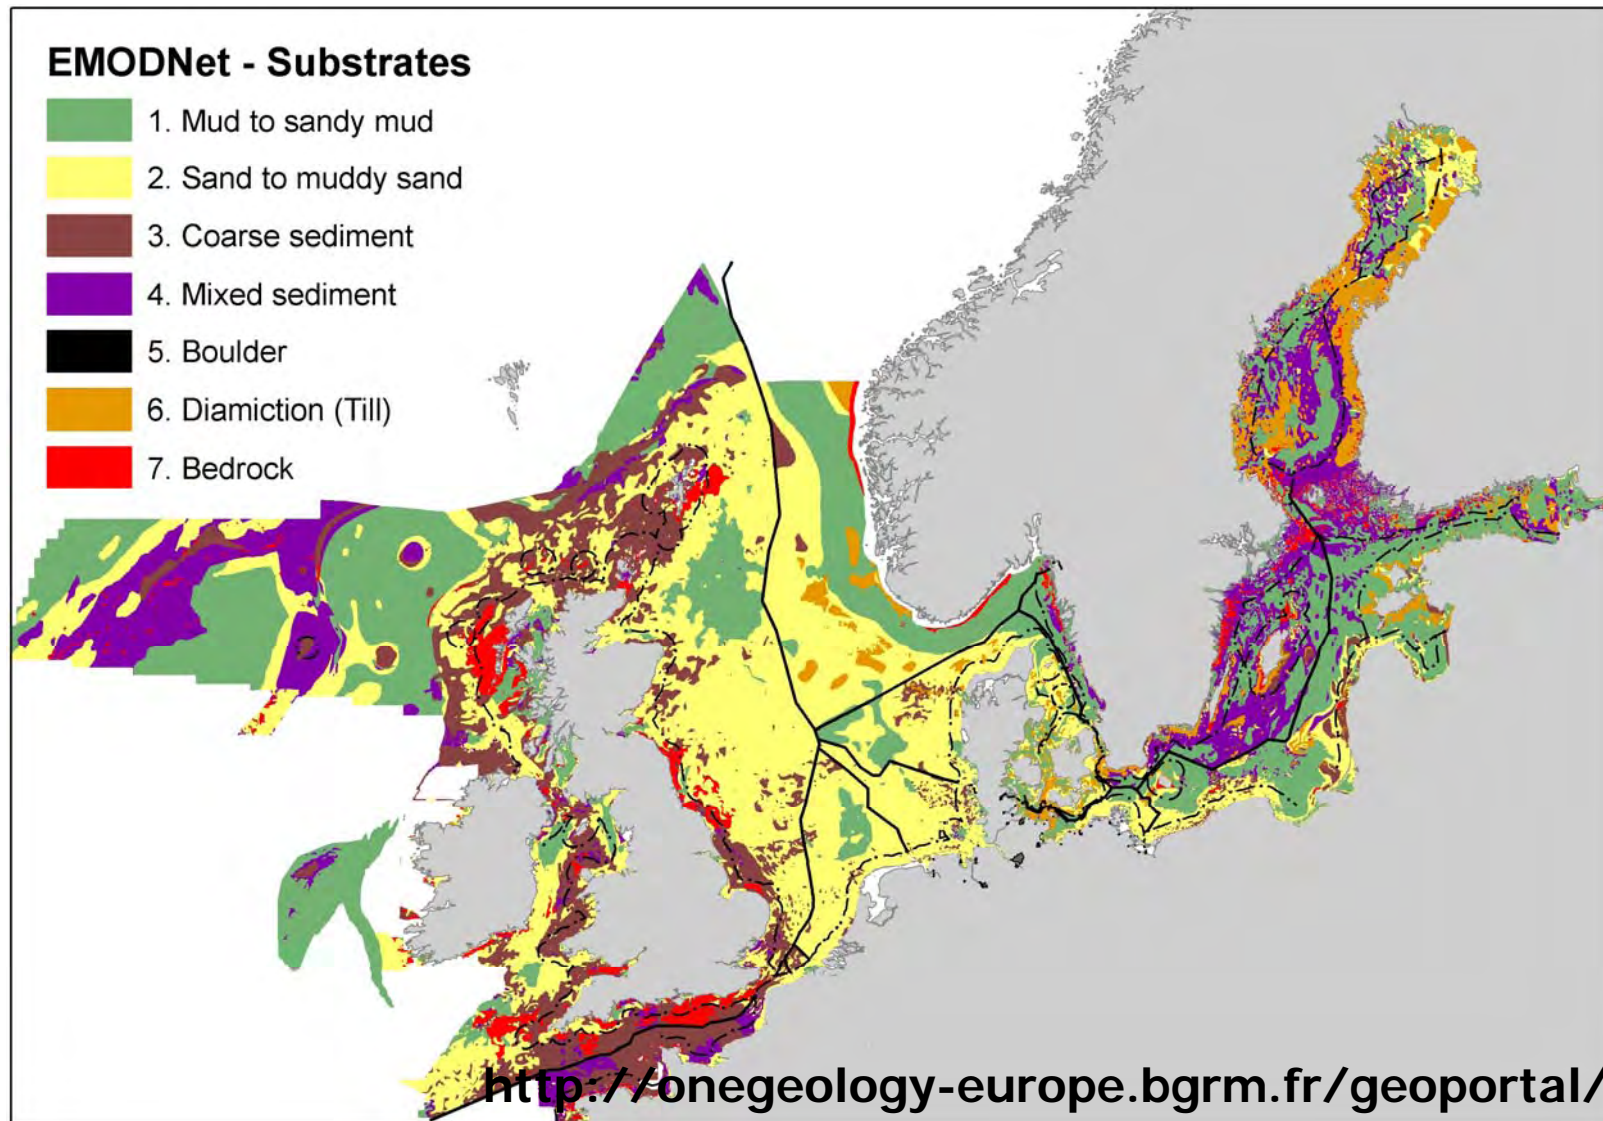 EMODNet - Substrates
1. Mud to sandy mud
2. Sand to muddy sand
3. Coarse sediment
4. Mixed sediment
5. Boulder
6. Diamiction (Till)
7. Bedrock
http://onegeology-europe.bgrm.fr/geoportal/